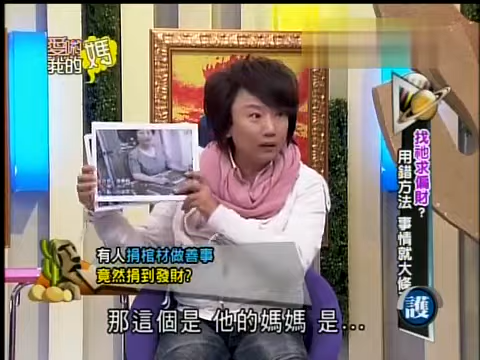 愛們
我的
媽
找祂求偏財?
用錯方法 事情就大條
護
有人捐棺材做善事
竟然捐到發財?
那這個是 他的媽媽 是...